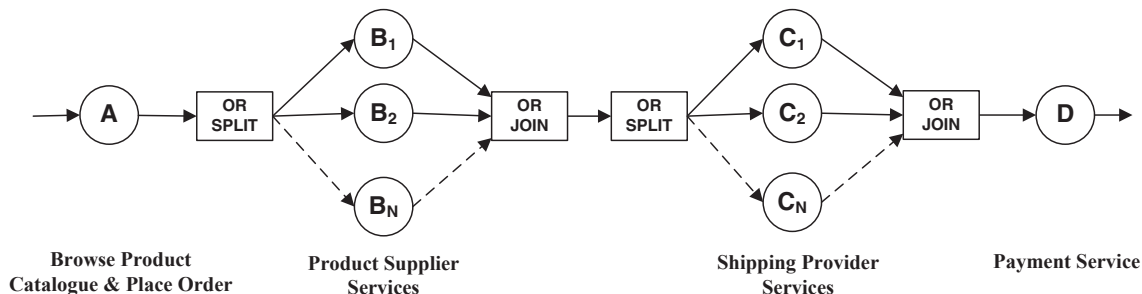 A
OR
SPLIT
B1
B2
BN
OR
JOIN
OR
SPLIT
C1
C2
CN
OR
JOIN
D
Browse Product
Catalogue & Place Order
Product Supplier
Services
Shipping Provider
Services
Payment Service